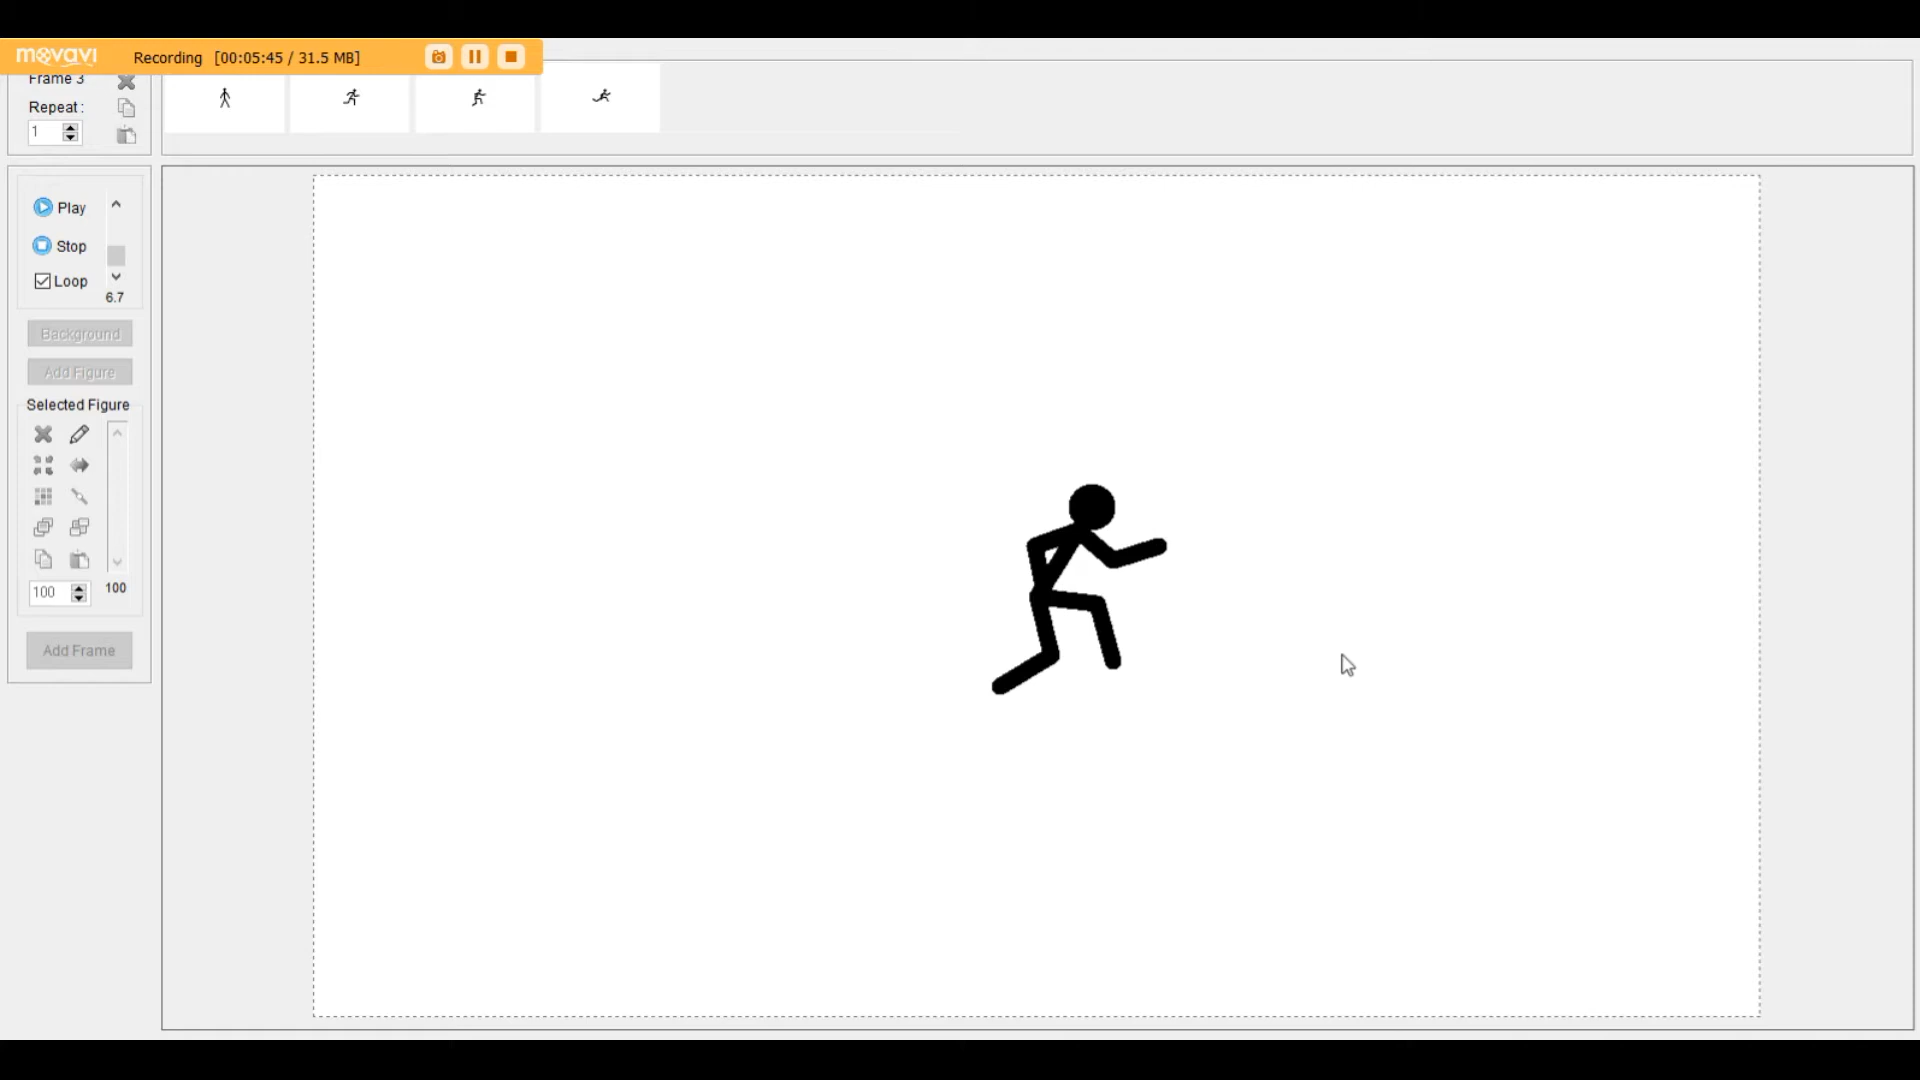 movavi
Recording [00:05:45 / 31.5 MB]
Frame 3
Repeat :
1
Play
Stop
Loop
6.7
Background
Add Figure
Selected Figure
100
100
Add Frame